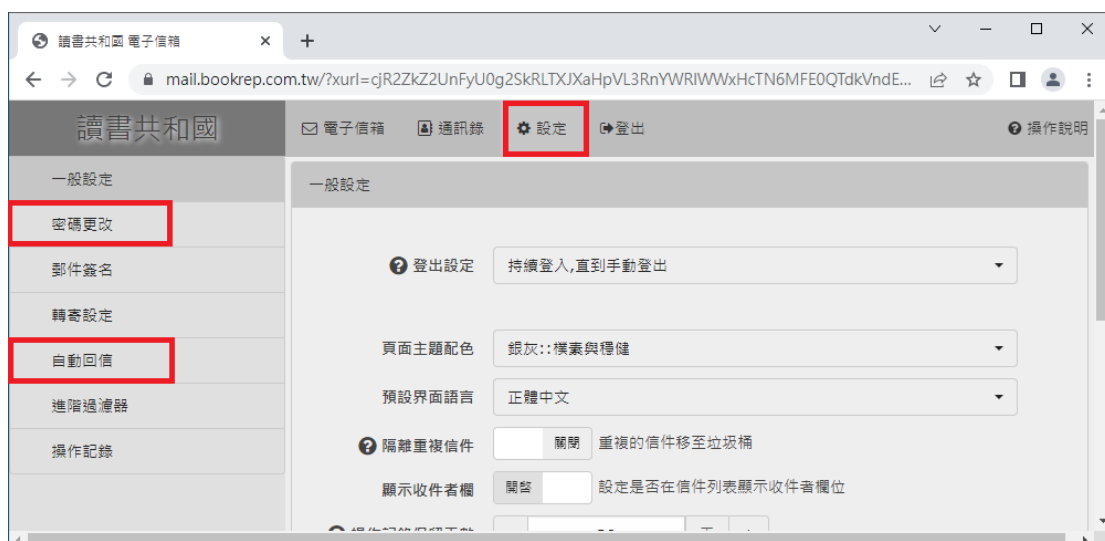 讀書共和國 電子信箱
mail.bookrep.com.tw/?xurl=cjR2ZkZ2UnFyU0g2SkRLTXJXaHpVL3RnYWRIWWxHcTN6MFE0QTdkVndE...
讀書共和國 電子信箱 通訊錄 設定 登出 操作說明
一般設定
密碼更改
郵件簽名
轉寄設定
自動回信
進階過濾器
操作記錄
一般設定
登出設定 持續登入,直到手動登出
頁面主題配色 銀灰::樸素與穩健
預設界面語言 正體中文
隔離重複信件 關閉 重複的信件移至垃圾桶
顯示收件者欄 開啓 設定是否在信件列表顯示收件者欄位